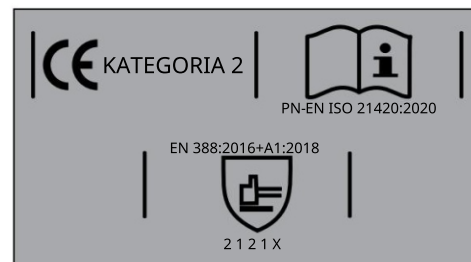 CE KATEGORIA 2
i
PN-EN ISO 21420:2020
EN 388:2016+A1:2018
2 1 2 1 X